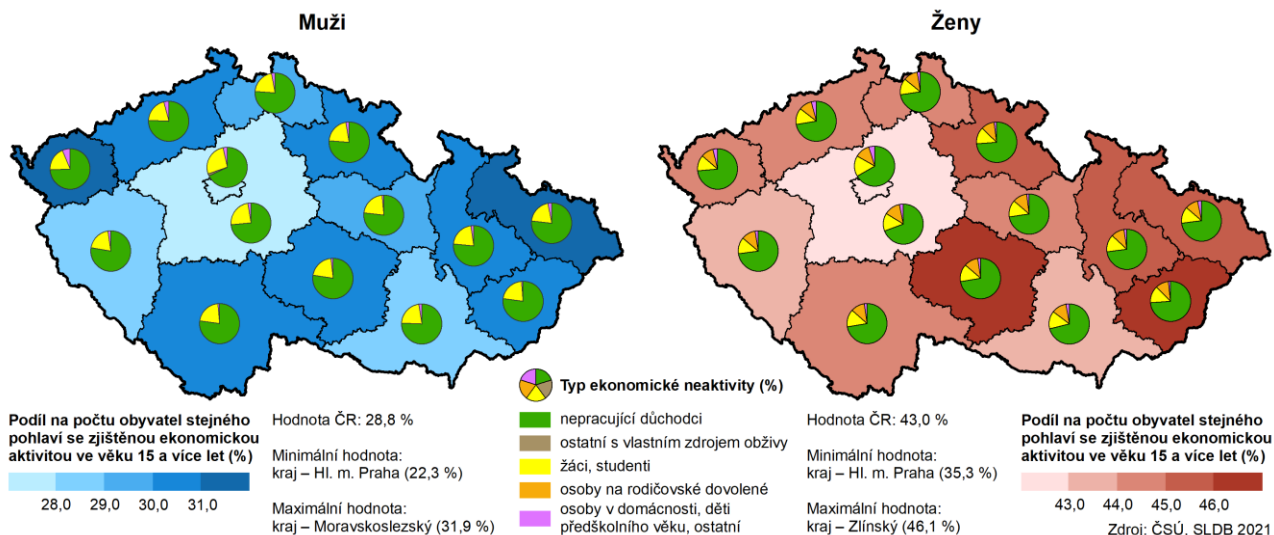 Muži
Ženy
Podíl na počtu obyvatel stejného
pohlaví se zjištěnou ekonomickou
aktivitou ve věku 15 a více let (%)
28,0 29,0 30,0 31,0
Hodnota ČR: 28,8 %
Minimální hodnota:
kraj – Hl. m. Praha (22,3 %)
Maximální hodnota:
kraj – Moravskoslezský (31,9 %)
Typ ekonomické neaktivity (%)
nepracující důchodci
ostatní s vlastním zdrojem obživy
žáci, studenti
osoby na rodičovské dovolené
osoby v domácnosti, děti
předškolního věku, ostatní
Hodnota ČR: 43,0 %
Minimální hodnota:
kraj – Hl. m. Praha (35,3 %)
Maximální hodnota:
kraj – Zlínský (46,1 %)
Podíl na počtu obyvatel stejného
pohlaví se zjištěnou ekonomickou
aktivitou ve věku 15 a více let (%)
43,0 44,0 45,0 46,0
Zdroj: ČSÚ, SLDB 2021